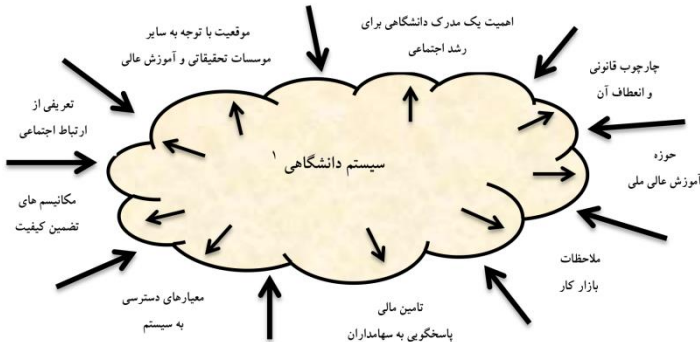 اهمیت یک مدرک دانشگاهی برای
رشد اجتماعی
موقعیت با توجه به سایر
موسسات تحقیقاتی و آموزش عالی
چارچوب قانونی
و انعطاف آن
تعریفی از
ارتباط اجتماعی
حوزه
آموزش عالی ملی
سیستم دانشگاهی ۱
مکانیسم های
تضمین کیفیت
ملاحظات
بازار کار
معیارهای دسترسی
به سیستم
تامین مالی
پاسخگویی به سهامداران